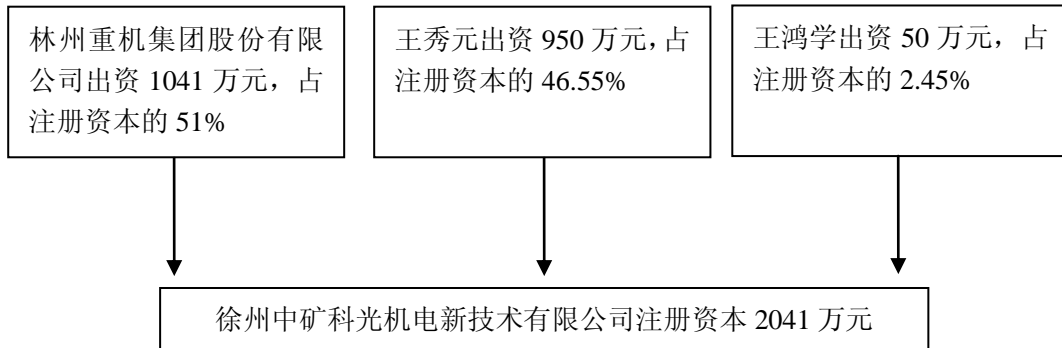 林州重机集团股份有限
公司出资 1041 万元，占
注册资本的 51%
王秀元出资 950 万元，占
注册资本的 46.55%
王鸿学出资 50 万元，占
注册资本的 2.45%
徐州中矿科光机电新技术有限公司注册资本 2041 万元